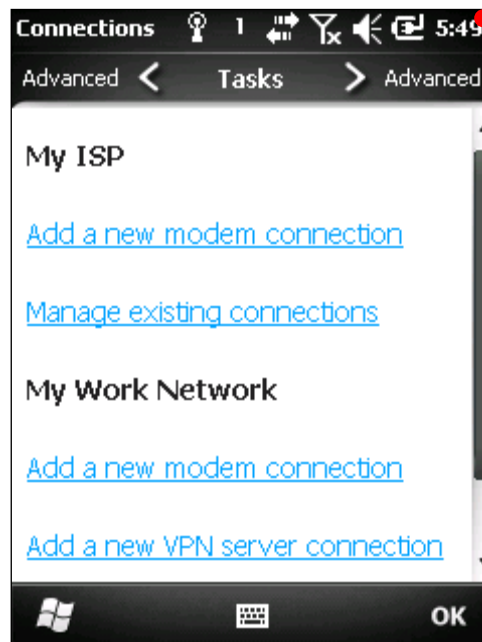 Connections 1 5:49
Advanced Tasks Advanced
My ISP
Add a new modem connection
Manage existing connections
My Work Network
Add a new modem connection
Add a new VPN server connection
OK